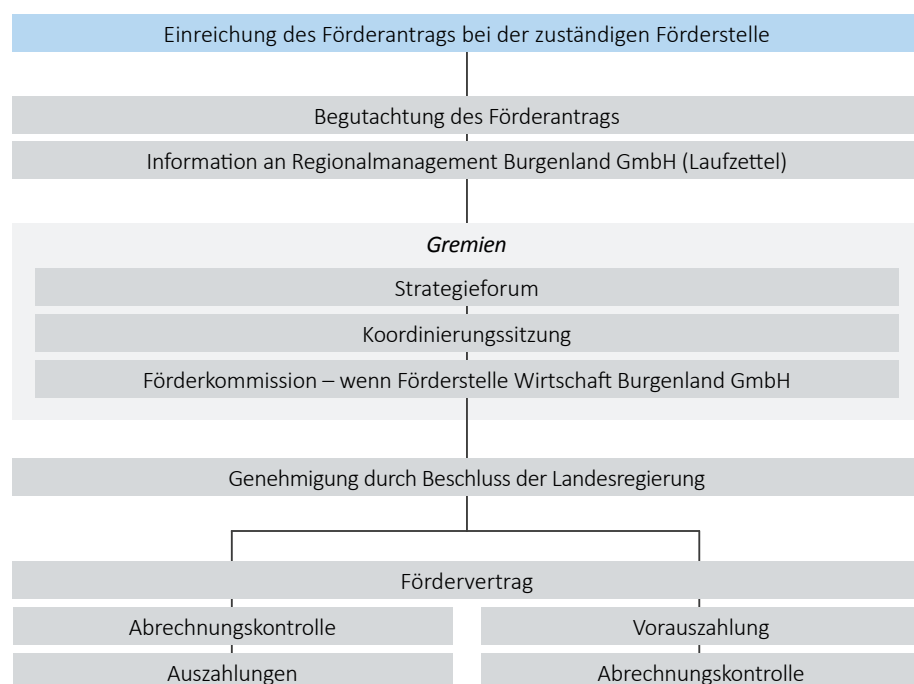 Einreichung des Förderantrags bei der zuständigen Förderstelle
Begutachtung des Förderantrags
Information an Regionalmanagement Burgenland GmbH (Laufzettel)
Gremien
Strategieforum
Koordinierungssitzung
Förderkommission – wenn Förderstelle Wirtschaft Burgenland GmbH
Genehmigung durch Beschluss der Landesregierung
Fördervertrag
Abrechnungskontrolle
Vorauszahlung
Auszahlungen
Abrechnungskontrolle